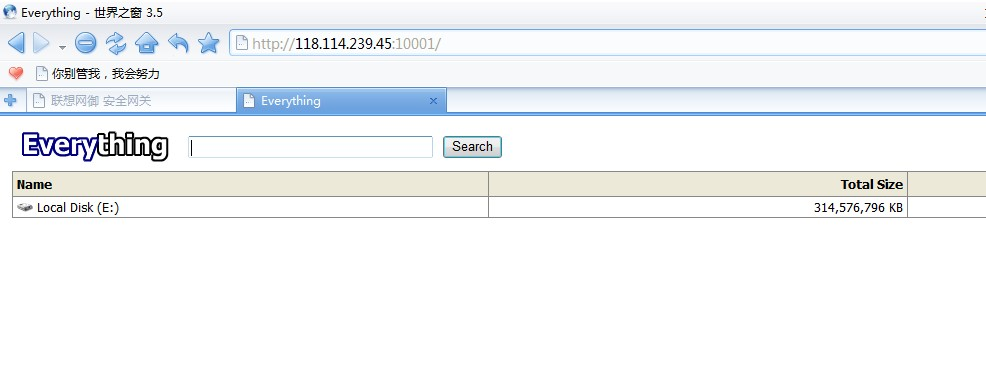 Everything - 世界之窗 3.5
http://118.114.239.45:10001/
你别管我，我会努力
联想网御 安全网关
Everything
Everything
Search
Name
Total Size
Local Disk (E:)
314,576,796 KB